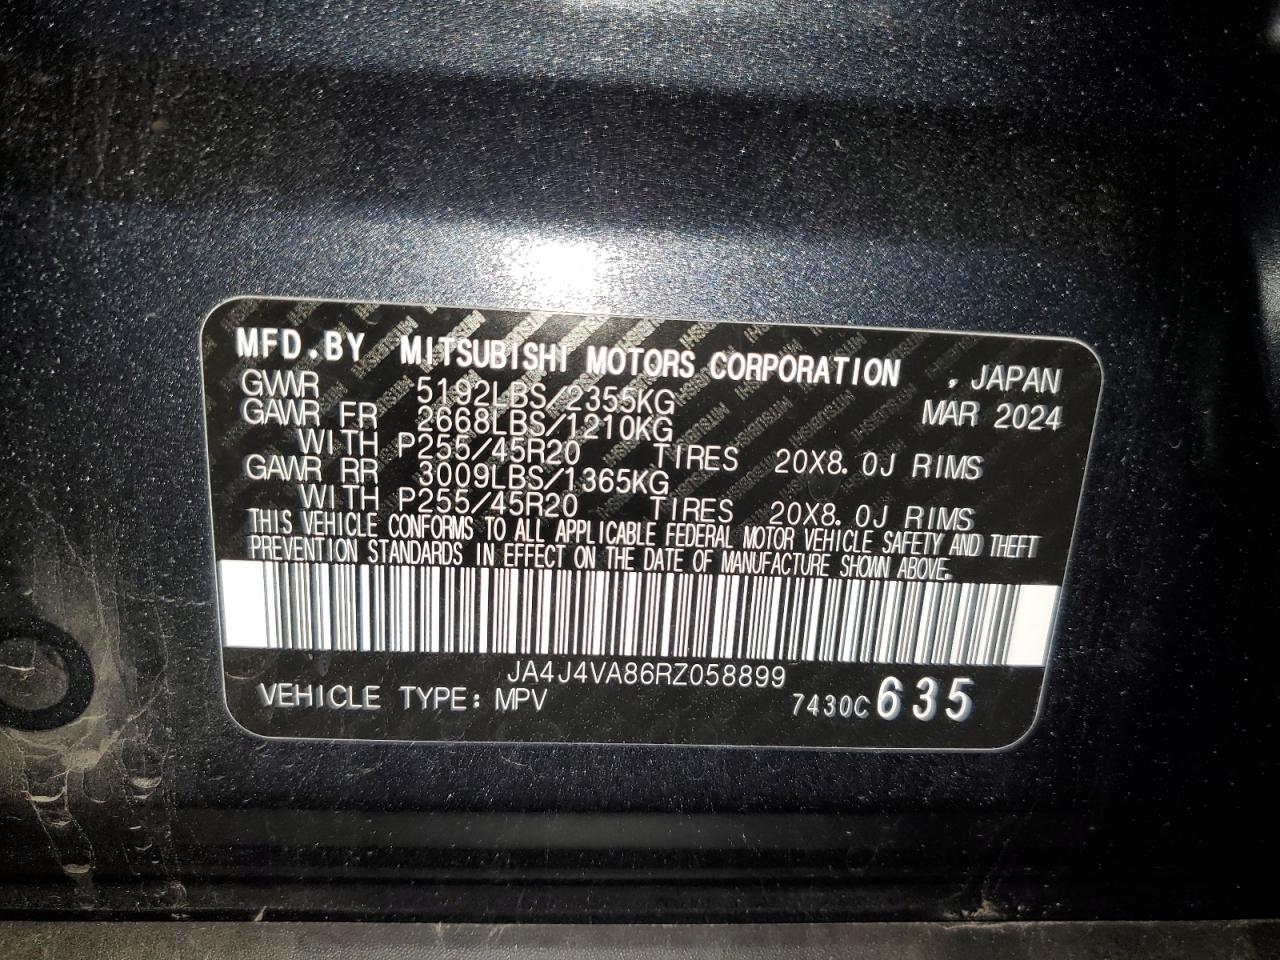 MFD.BY MITSUBISHI MOTORS CORPORATION , JAPAN
GVWR 5192LBS/2355KG MAR 2024
GAWR FR 2668LBS/1210KG
WITH P255/45R20 TIRES 20X8.0J RIMS
GAWR RR 3009LBS/1365KG
WITH P255/45R20 TIRES 20X8.0J RIMS
THIS VEHICLE CONFORMS TO ALL APPLICABLE FEDERAL MOTOR VEHICLE SAFETY AND THEFT
PREVENTION STANDARDS IN EFFECT ON THE DATE OF MANUFACTURE SHOWN ABOVE.
JA4J4VA86RZ058899
VEHICLE TYPE: MPV 7430C 635